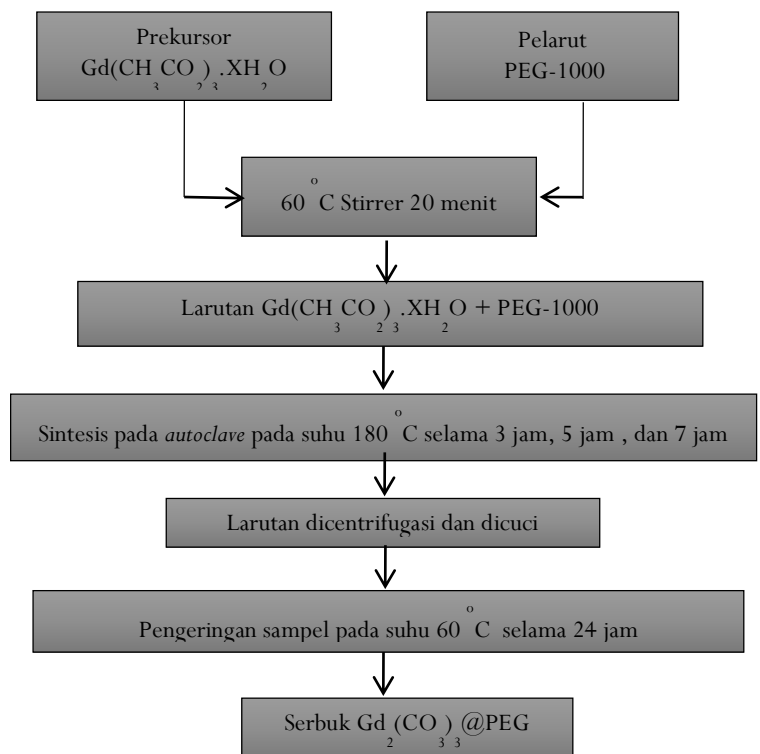 Prekursor
Gd(CH₃CO₂)₃.XH₂O
Pelarut
PEG-1000
60 °C Stirrer 20 menit
Larutan Gd(CH₃CO₂)₃.XH₂O + PEG-1000
Sintesis pada autoclave pada suhu 180 °C selama 3 jam, 5 jam , dan 7 jam
Larutan dicentrifugasi dan dicuci
Pengeringan sampel pada suhu 60 °C selama 24 jam
Serbuk Gd₂(CO₃)₃@PEG